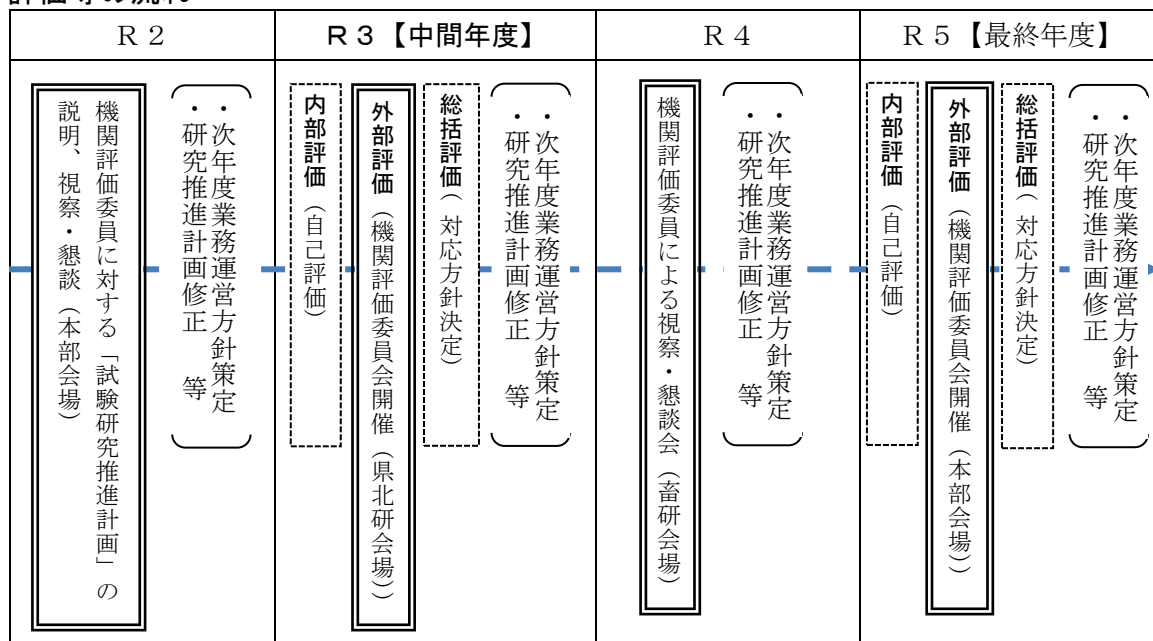 評価等の流れ
R 2
R 3【中間年度】
R 4
R 5【最終年度】
機関評価委員に対する「試験研究推進計画」の
説明、視察・懇談（本部会場）
・次年度業務運営方針策定
・研究推進計画修正　等
内部評価（自己評価）
外部評価（機関評価委員会開催（県北研会場））
総括評価（対応方針決定）
・次年度業務運営方針策定
・研究推進計画修正　等
機関評価委員による視察・懇談会（畜研会場）
・次年度業務運営方針策定
・研究推進計画修正　等
内部評価（自己評価）
外部評価（機関評価委員会開催（本部会場））
総括評価（対応方針決定）
・次年度業務運営方針策定
・研究推進計画修正　等